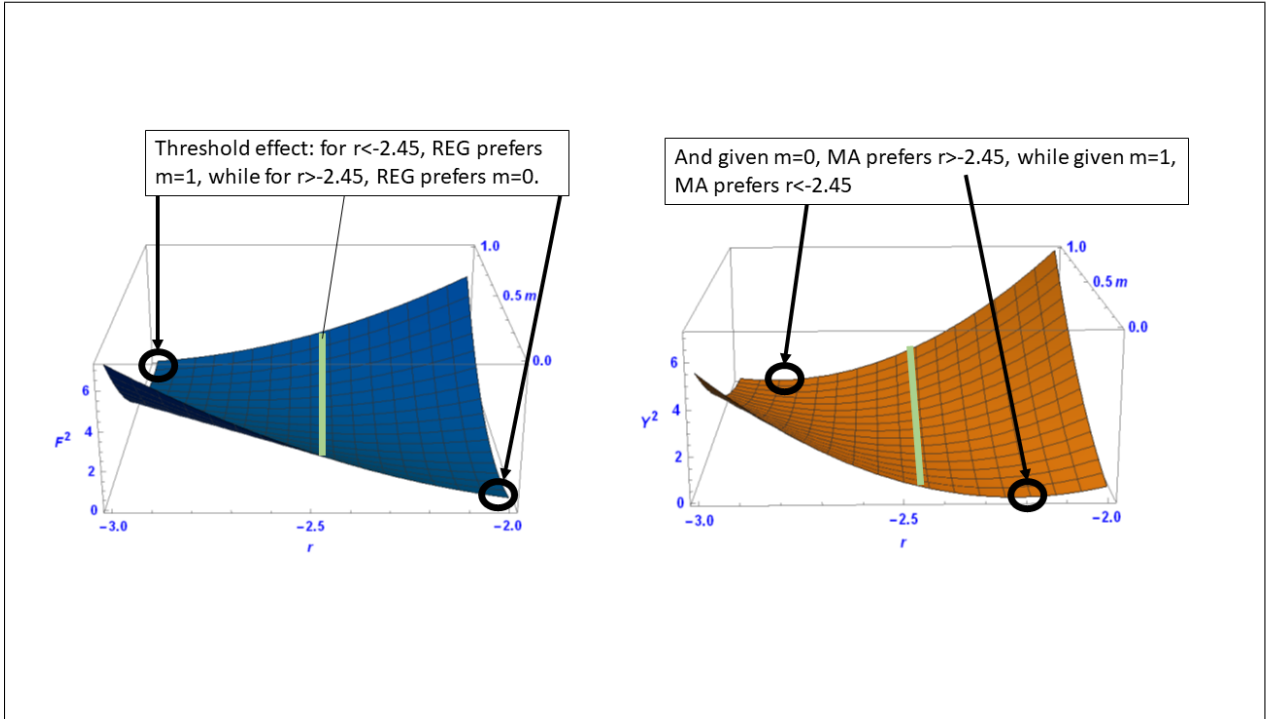 Threshold effect: for r<-2.45, REG prefers
m=1, while for r>-2.45, REG prefers m=0.
1.0
0.5 m
0.0
6
4
2
0
F²
−3.0
−2.5
−2.0
r
And given m=0, MA prefers r>-2.45, while given m=1,
MA prefers r<-2.45
1.0
0.5 m
0.0
6
4
2
0
Y²
−3.0
−2.5
−2.0
r